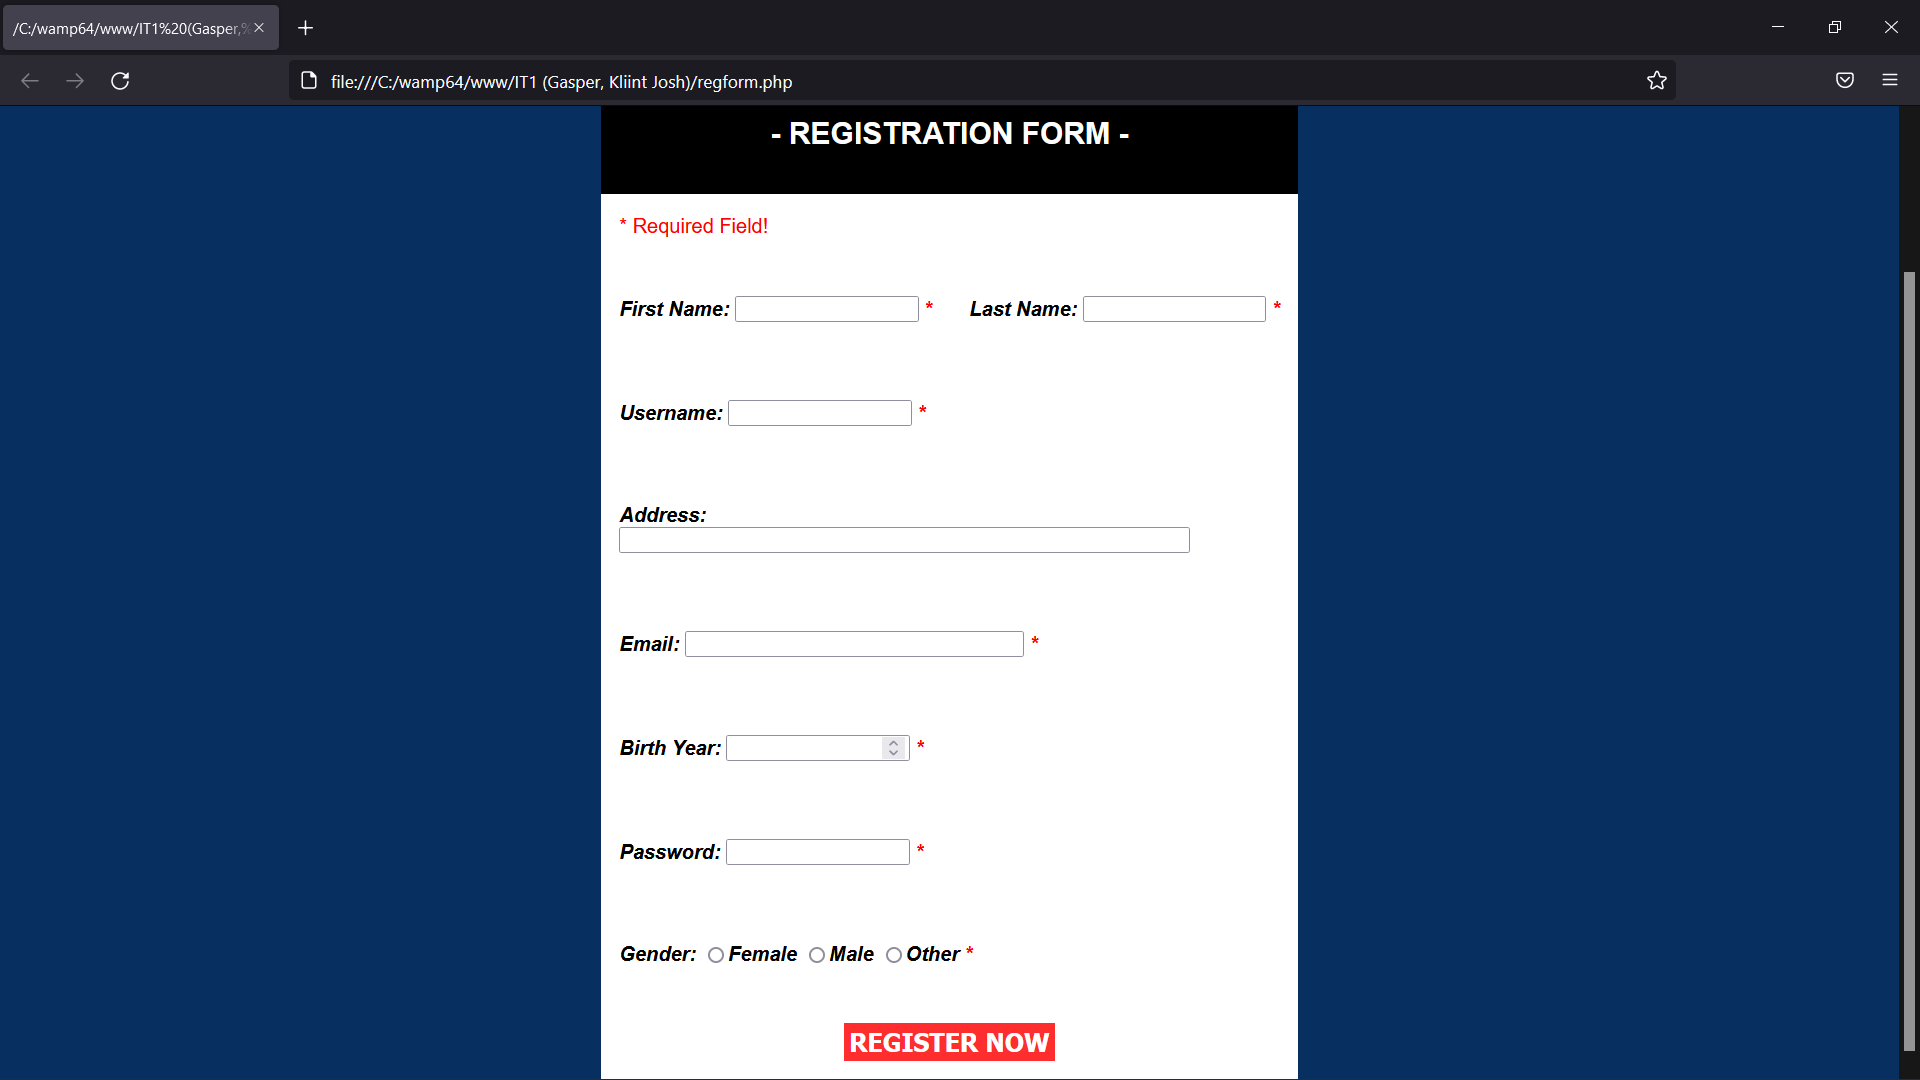 /C:/wamp64/www/IT1%20(Gasper,%
file:///C:/wamp64/www/IT1 (Gasper, Kliint Josh)/regform.php
- REGISTRATION FORM -
* Required Field!
First Name: * Last Name: *
Username: *
Address:
Email: *
Birth Year: *
Password: *
Gender: Female Male Other *
REGISTER NOW